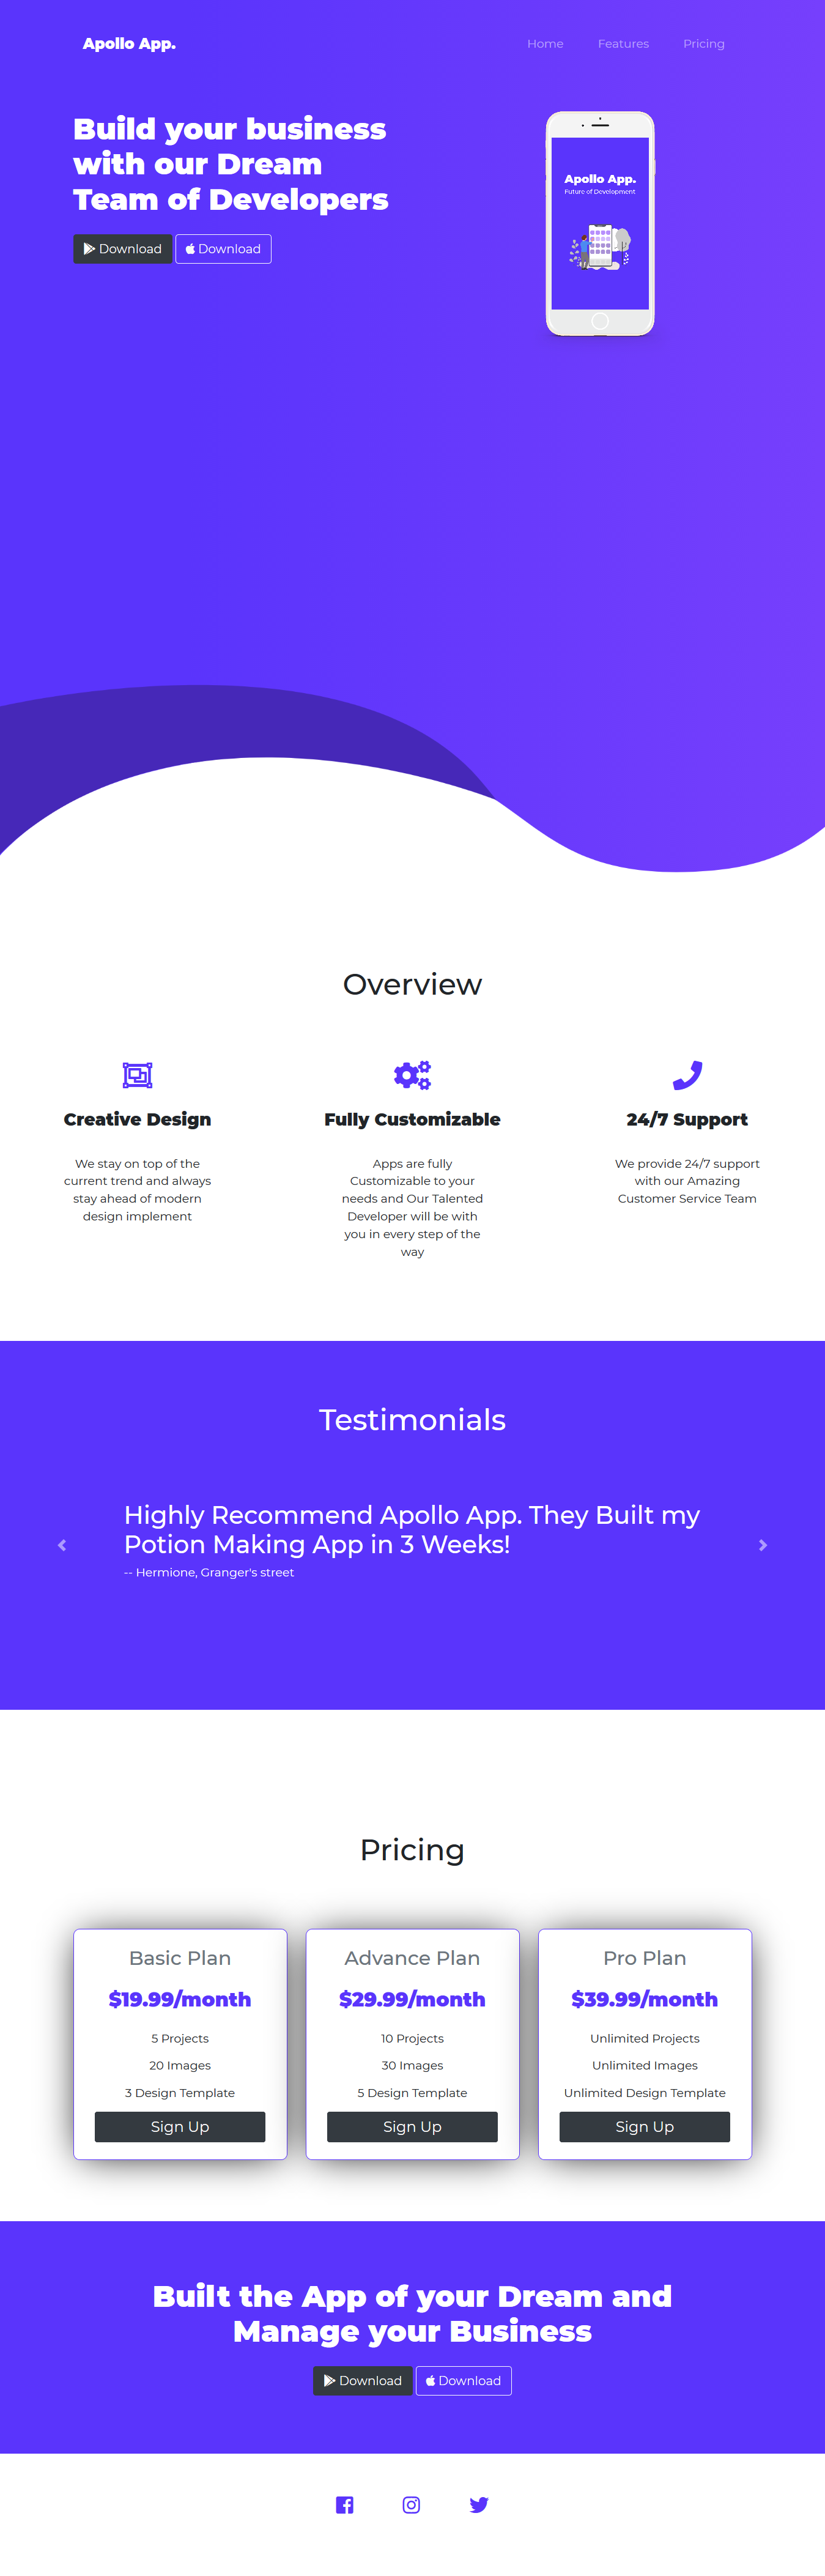 Apollo App.
Home
Features
Pricing
Build your business
with our Dream
Team of Developers
Download
Download
Apollo App.
Future of Development
Overview
Creative Design
We stay on top of the
current trend and always
stay ahead of modern
design implement
Fully Customizable
Apps are fully
Customizable to your
needs and Our Talented
Developer will be with
you in every step of the
way
24/7 Support
We provide 24/7 support
with our Amazing
Customer Service Team
Testimonials
Highly Recommend Apollo App. They Built my
Potion Making App in 3 Weeks!
-- Hermione, Granger's street
Pricing
Basic Plan
$19.99/month
5 Projects
20 Images
3 Design Template
Sign Up
Advance Plan
$29.99/month
10 Projects
30 Images
5 Design Template
Sign Up
Pro Plan
$39.99/month
Unlimited Projects
Unlimited Images
Unlimited Design Template
Sign Up
Built the App of your Dream and
Manage your Business
Download
Download